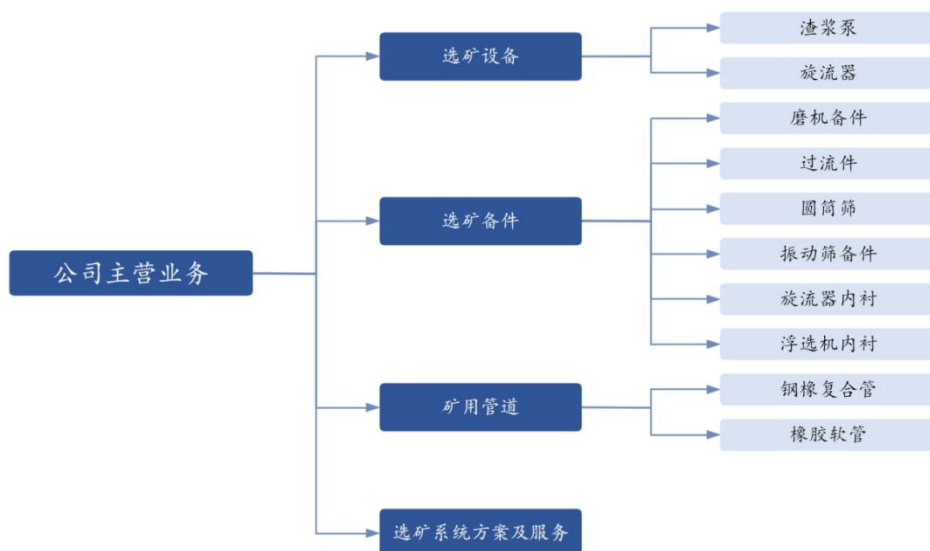 公司主营业务
选矿设备
渣浆泵
旋流器
选矿备件
磨机备件
过流件
圆筒筛
振动筛备件
旋流器内衬
浮选机内衬
矿用管道
钢橡复合管
橡胶软管
选矿系统方案及服务